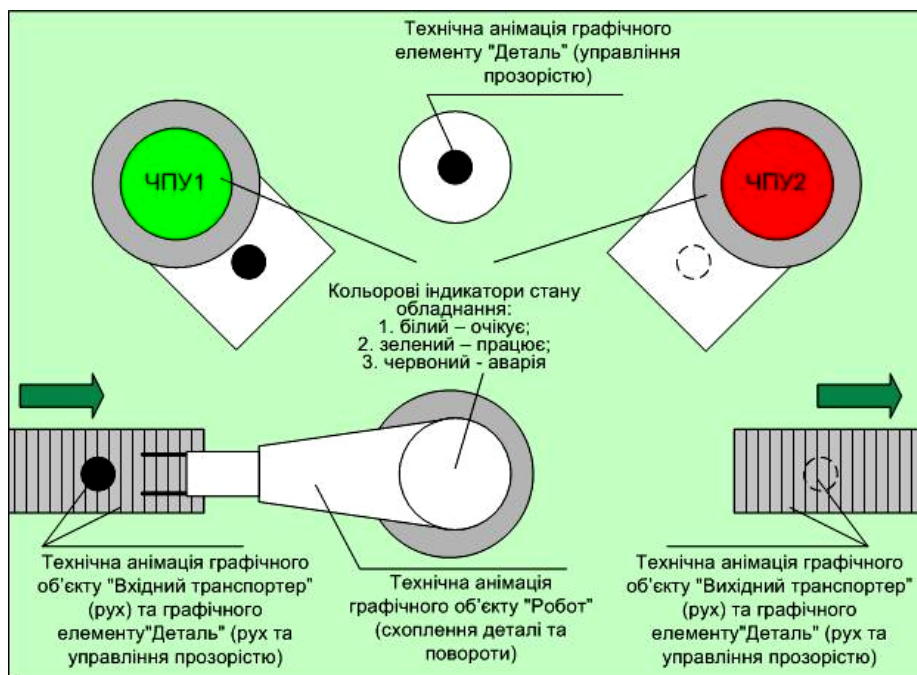 Технічна анімація графічного
елементу "Деталь" (управління
прозорістю)
ЧПУ1
ЧПУ2
Кольорові індикатори стану
обладнання:
1. білий – очікує;
2. зелений – працює;
3. червоний - аварія
Технічна анімація графічного
об’єкту "Вхідний транспортер"
(рух) та графічного
елементу"Деталь" (рух та
управління прозорістю)
Технічна анімація
графічного об’єкту "Робот"
(схоплення деталі та
повороти)
Технічна анімація графічного
об’єкту "Вихідний транспортер"
(рух) та графічного
елементу"Деталь" (рух та
управління прозорістю)